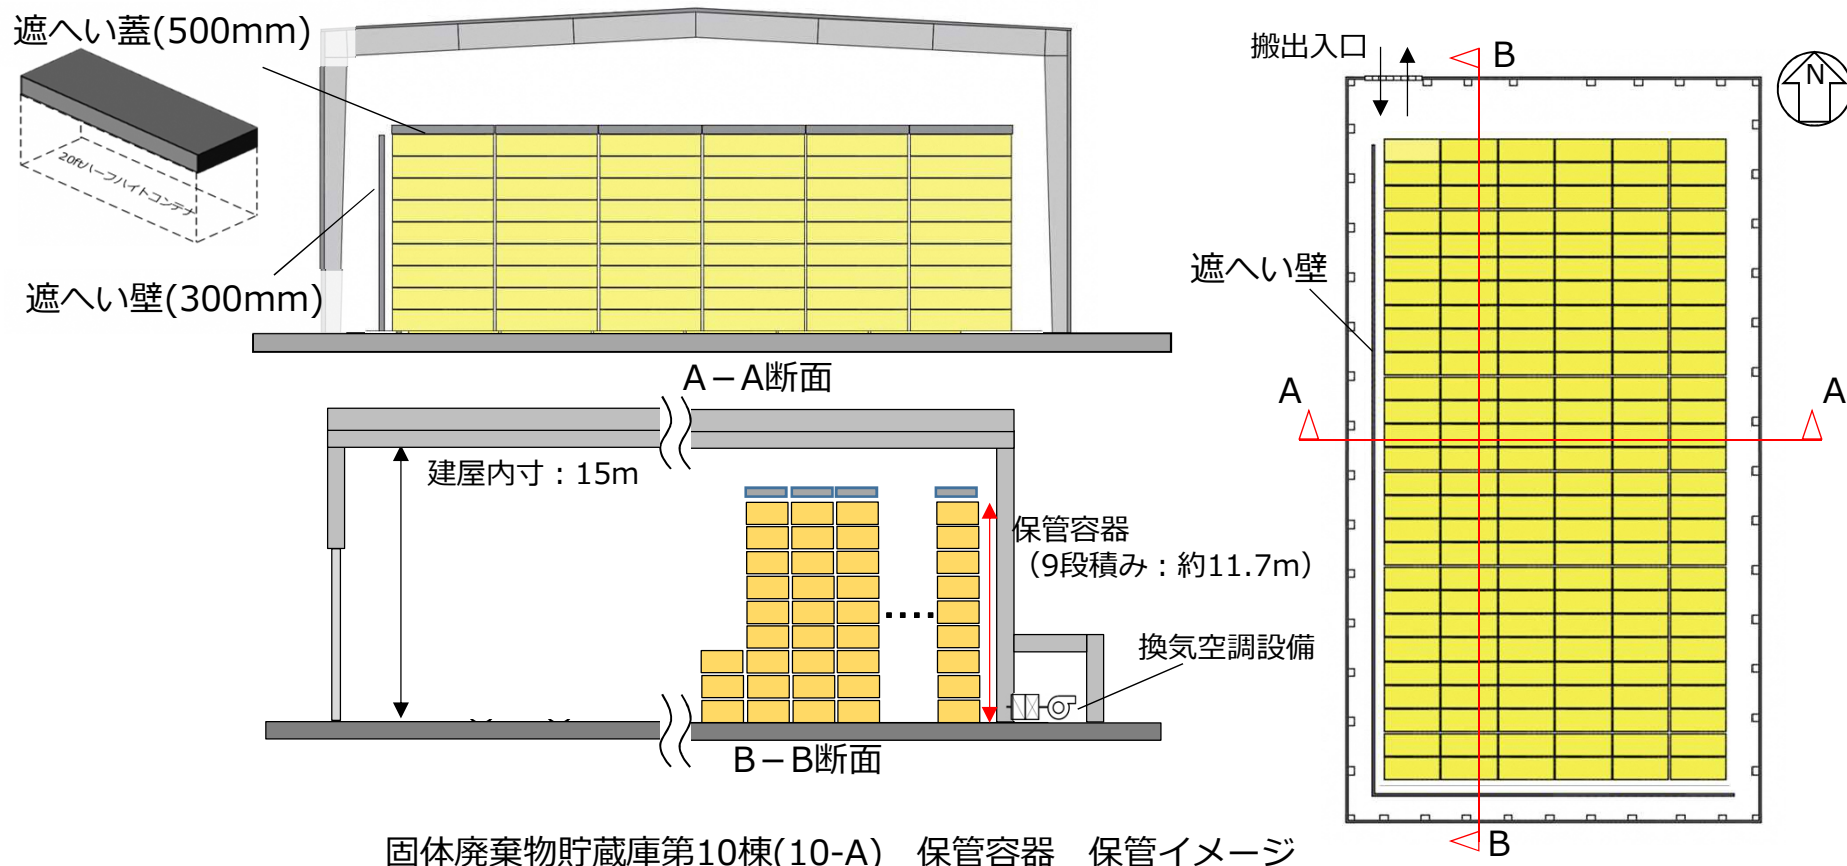 遮へい蓋(500mm)
20ftハーフハイトコンテナ
遮へい壁(300mm)
A－A断面
建屋内寸：15m
保管容器
（9段積み：約11.7m）
換気空調設備
B－B断面
搬出入口
B
N
遮へい壁
A
A
B
固体廃棄物貯蔵庫第10棟(10-A)　保管容器　保管イメージ